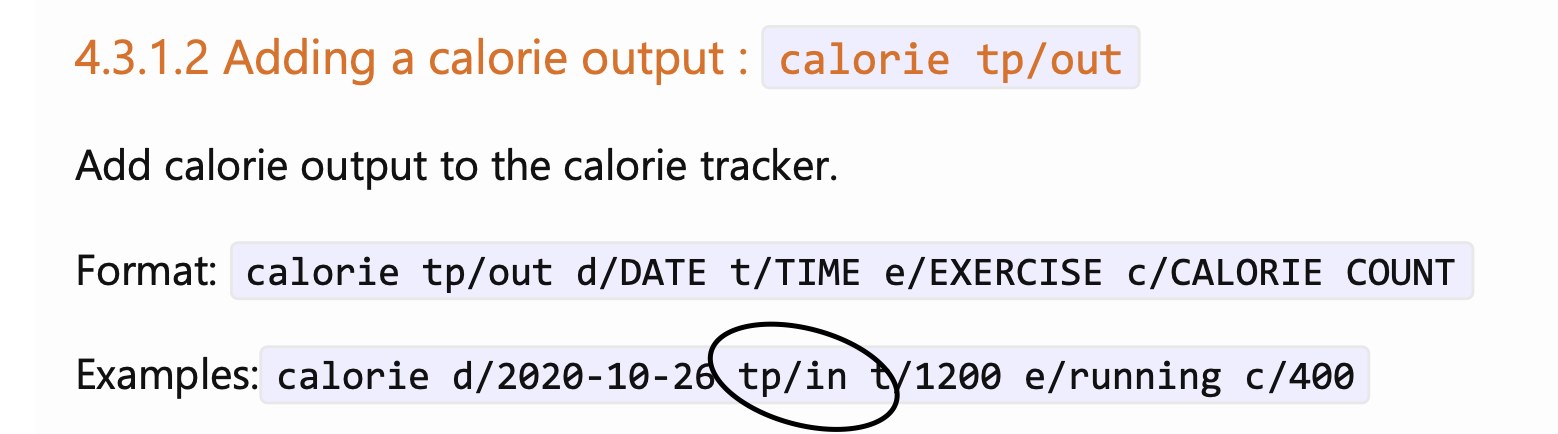 4.3.1.2 Adding a calorie output : calorie tp/out
Add calorie output to the calorie tracker.
Format: calorie tp/out d/DATE t/TIME e/EXERCISE c/CALORIE COUNT
Examples: calorie d/2020-10-26 tp/in t/1200 e/running c/400